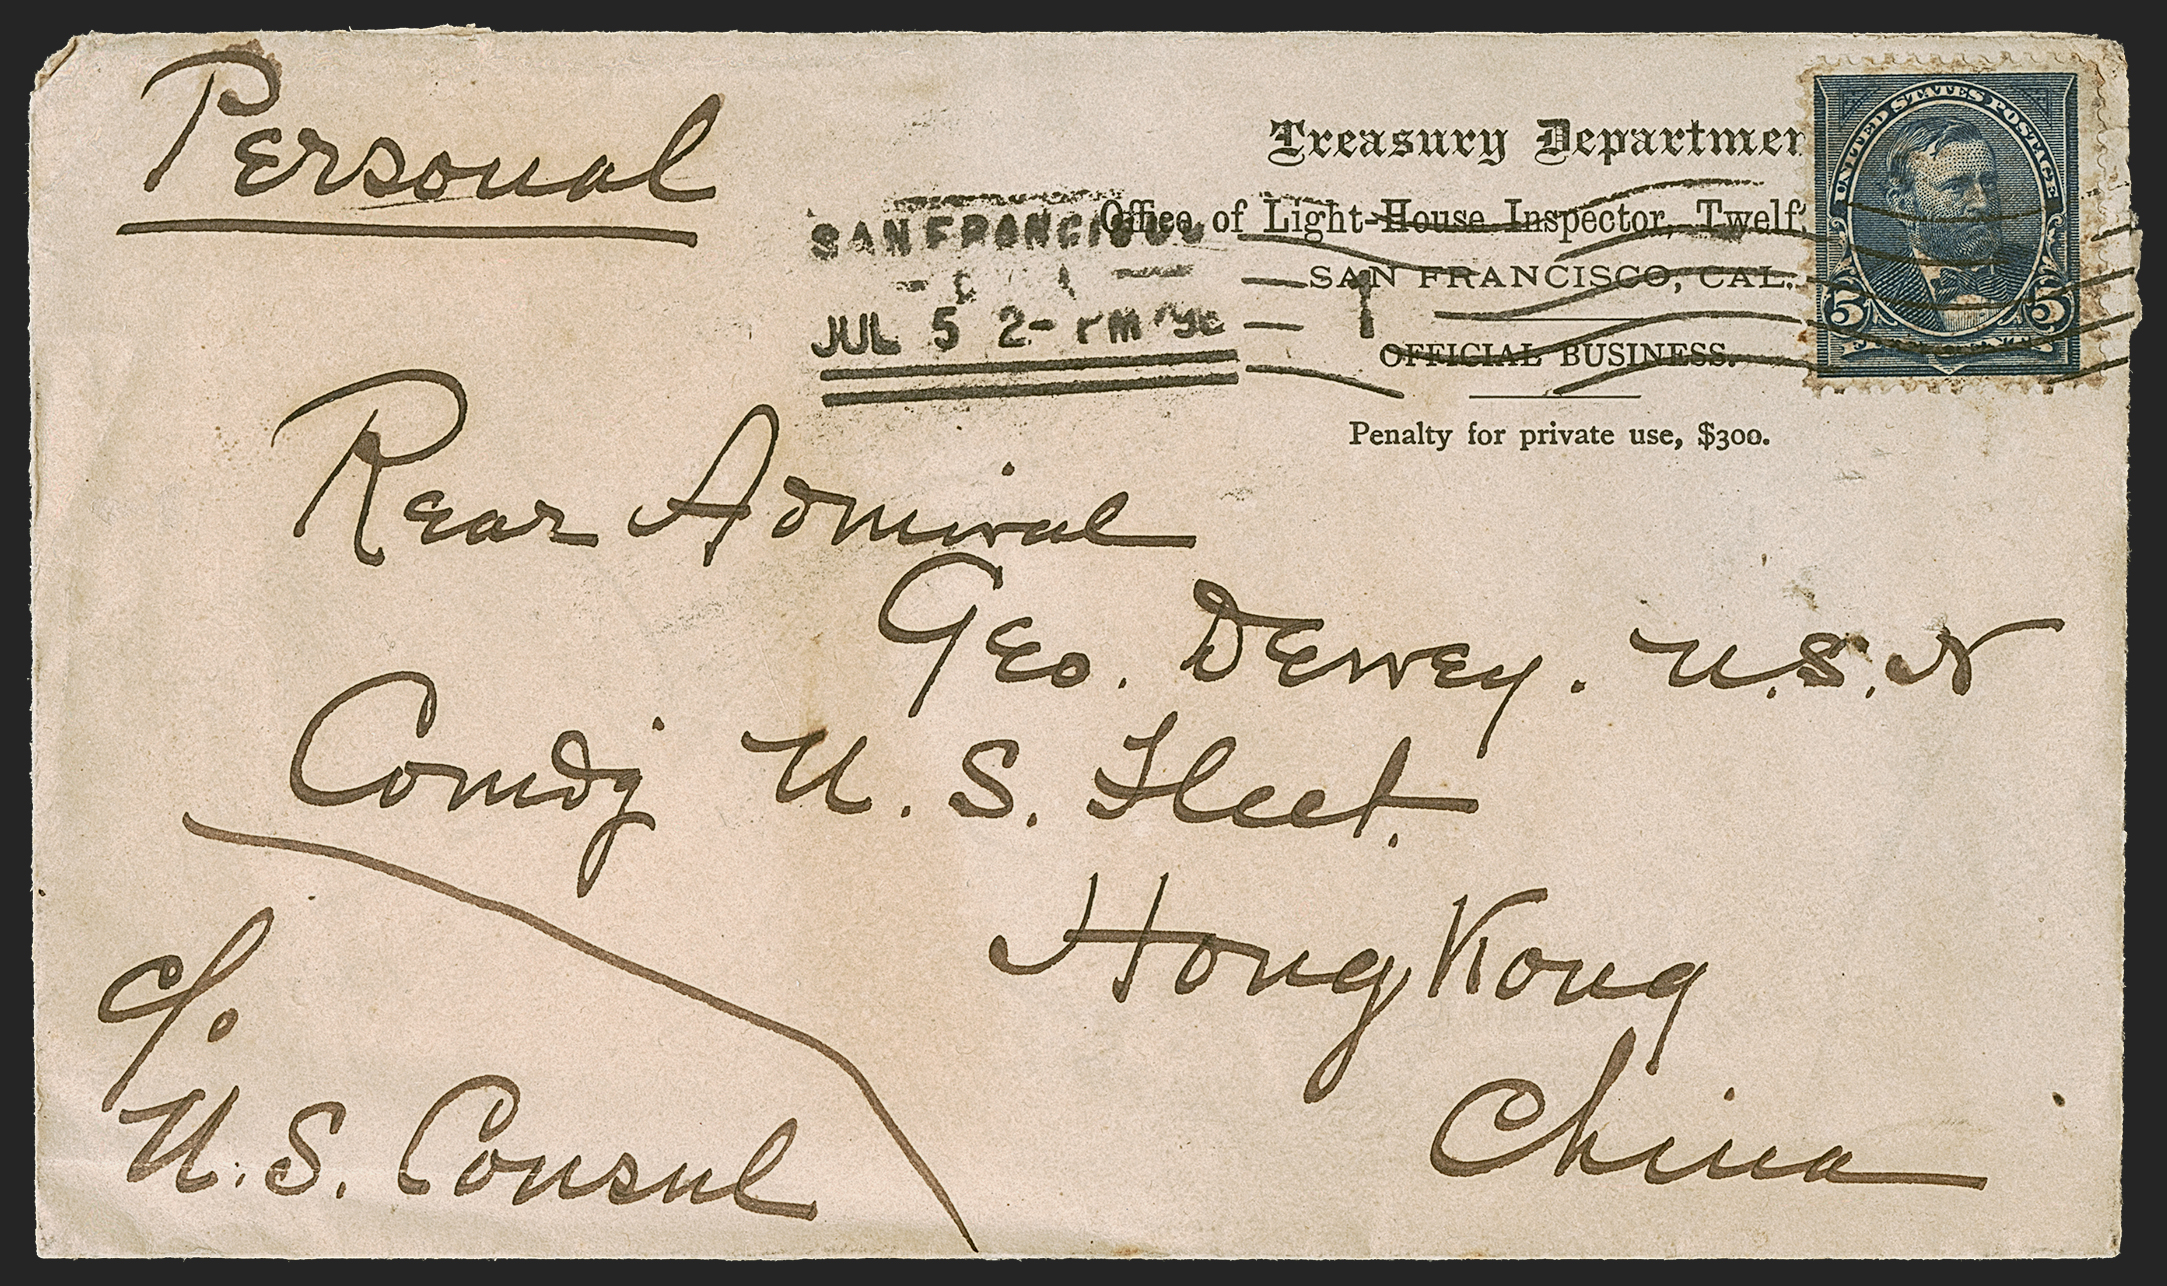 Personal
Treasury Departmen
Office of Light-House Inspector, Twelf
SAN FRANCISCO, CAL.
OFFICIAL BUSINESS.
Penalty for private use, $300.
SAN FRANCISCO
JUL 5 2- PM
UNITED STATES POSTAGE
5 5
Rear Admiral
Geo. Dewey. U.S.N
Comdg U.S. Fleet.
Hong Kong
China
c/o
U.S. Consul